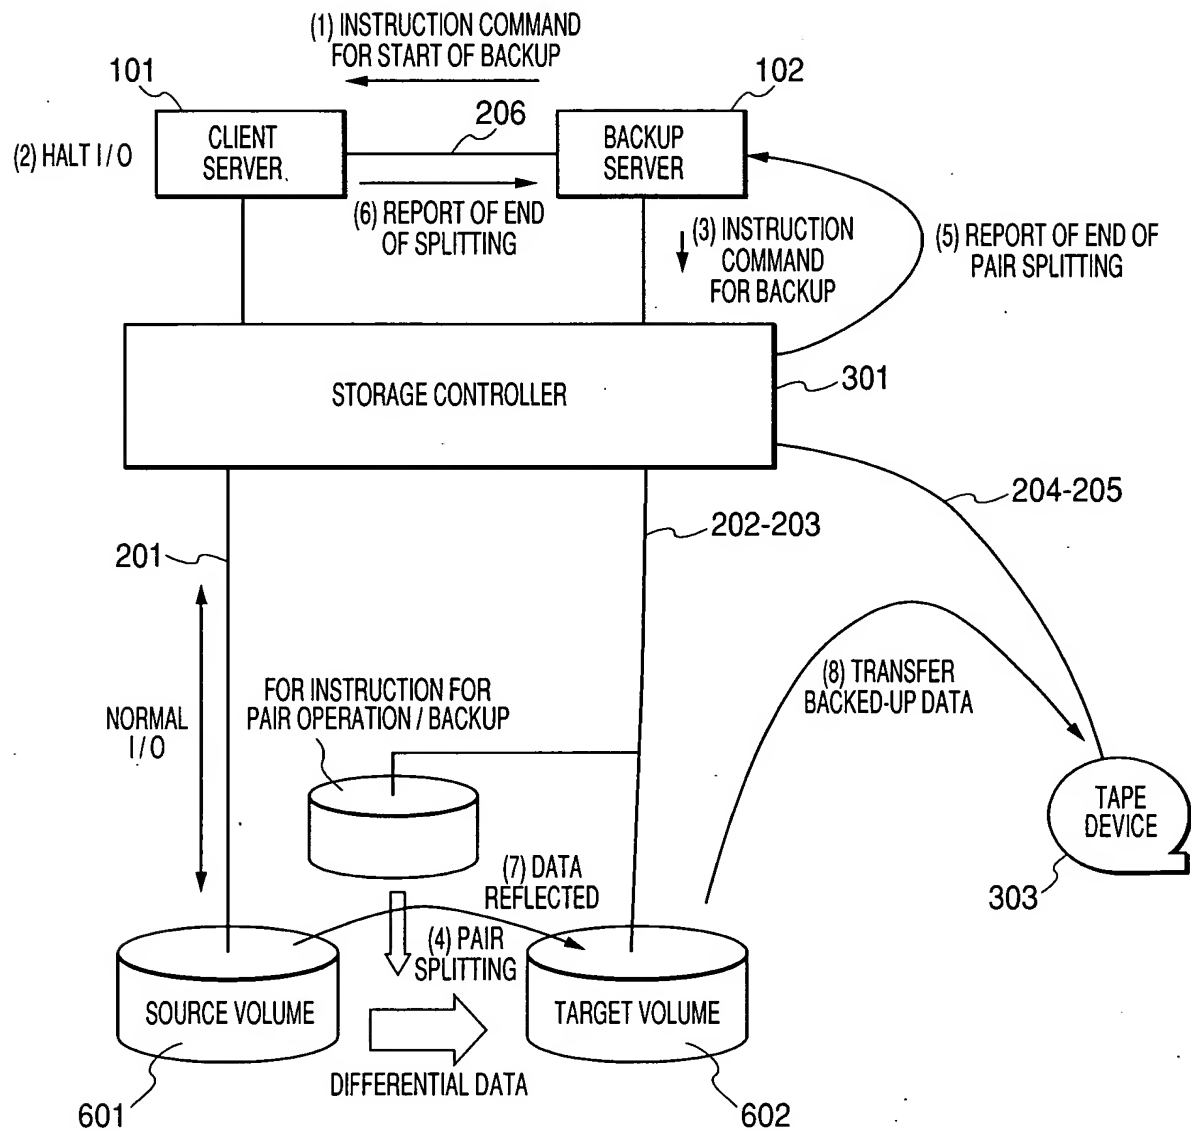 (1) INSTRUCTION COMMAND
FOR START OF BACKUP
101
102
206
CLIENT
SERVER
BACKUP
SERVER
(2) HALT I / O
(6) REPORT OF END
OF SPLITTING
(3) INSTRUCTION
COMMAND
FOR BACKUP
(5) REPORT OF END OF
PAIR SPLITTING
STORAGE CONTROLLER
301
204-205
202-203
201
FOR INSTRUCTION FOR
PAIR OPERATION / BACKUP
(8) TRANSFER
BACKED-UP DATA
NORMAL
I / O
TAPE
DEVICE
303
(7) DATA
REFLECTED
(4) PAIR
SPLITTING
SOURCE VOLUME
TARGET VOLUME
DIFFERENTIAL DATA
601
602